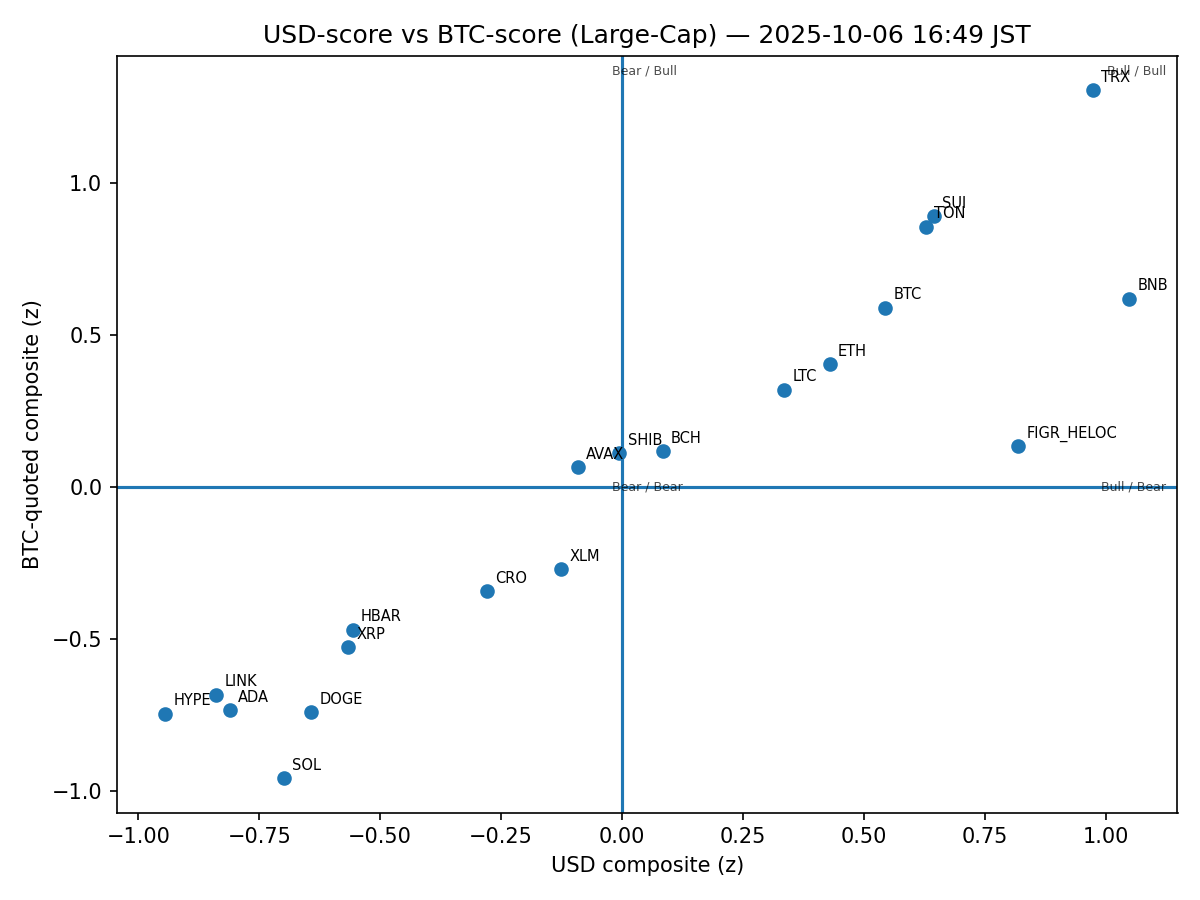 USD-score vs BTC-score (Large-Cap) — 2025-10-06 16:49 JST
Bear / Bull
Bull / Bull
TRX
1.0
SUI
TON
BNB
BTC
0.5
ETH
LTC
FIGR_HELOC
SHIB
BCH
AVAX
0.0
Bear / Bear
Bull / Bear
XLM
CRO
HBAR
−0.5
XRP
LINK
HYPE
ADA
DOGE
SOL
−1.0
−1.00 −0.75 −0.50 −0.25 0.00 0.25 0.50 0.75 1.00
USD composite (z)
BTC-quoted composite (z)